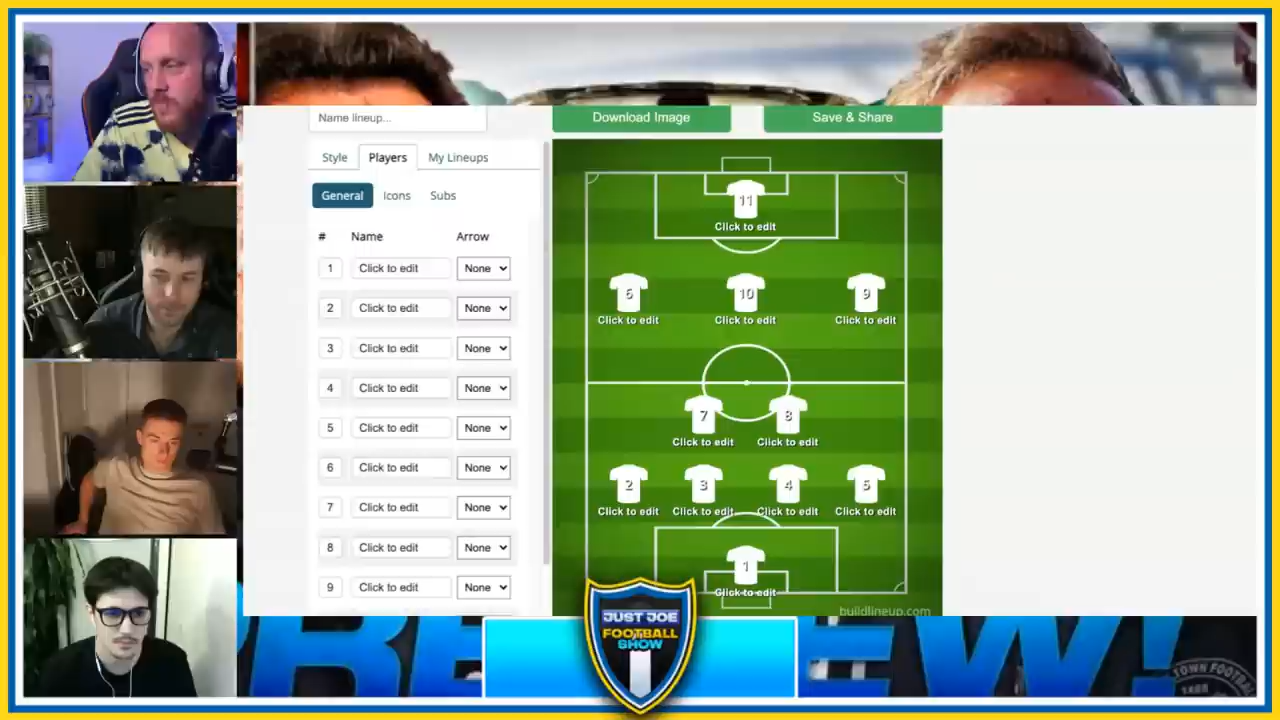 Name lineup...
Download Image
Save & Share
Style
Players
My Lineups
General
Icons
Subs
#
Name
Arrow
1
Click to edit
None
2
Click to edit
None
3
Click to edit
None
4
Click to edit
None
5
Click to edit
None
6
Click to edit
None
7
Click to edit
None
8
Click to edit
None
9
Click to edit
None
11
Click to edit
6
Click to edit
10
Click to edit
9
Click to edit
7
Click to edit
8
Click to edit
2
Click to edit
3
Click to edit
4
Click to edit
5
Click to edit
1
Click to edit
buildlineup.com
JUST JOE
FOOTBALL
SHOW
TOWN FOOTBA